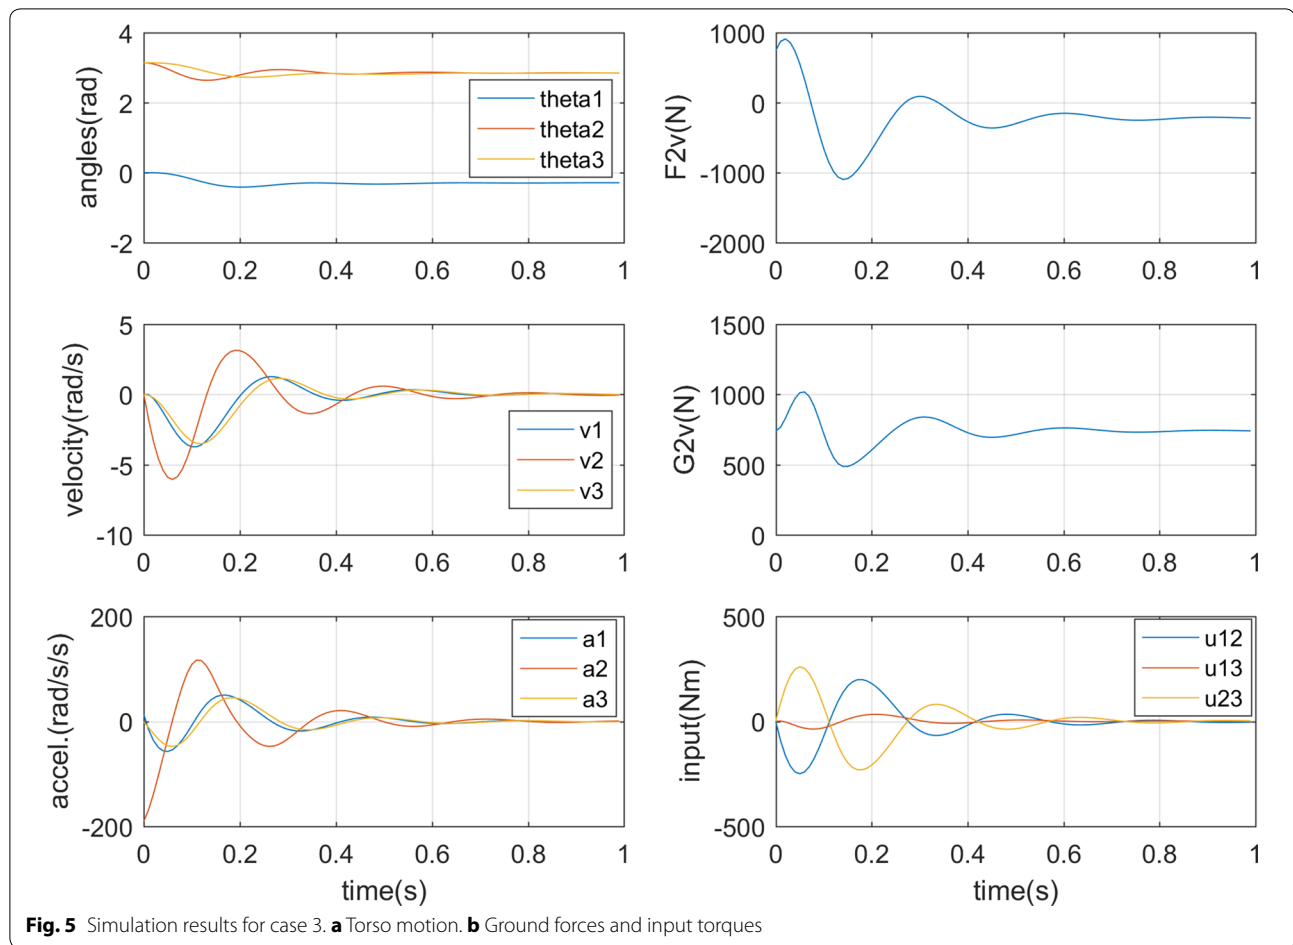 4
2
0
-2
angles(rad)
theta1
theta2
theta3
0 0.2 0.4 0.6 0.8 1
1000
0
-1000
-2000
F2v(N)
0 0.2 0.4 0.6 0.8 1
5
0
-5
-10
velocity(rad/s)
v1
v2
v3
0 0.2 0.4 0.6 0.8 1
1500
1000
500
0
G2v(N)
0 0.2 0.4 0.6 0.8 1
200
0
-200
accel.(rad/s/s)
a1
a2
a3
0 0.2 0.4 0.6 0.8 1
time(s)
500
0
-500
input(Nm)
u12
u13
u23
0 0.2 0.4 0.6 0.8 1
time(s)
Fig. 5 Simulation results for case 3. a Torso motion. b Ground forces and input torques